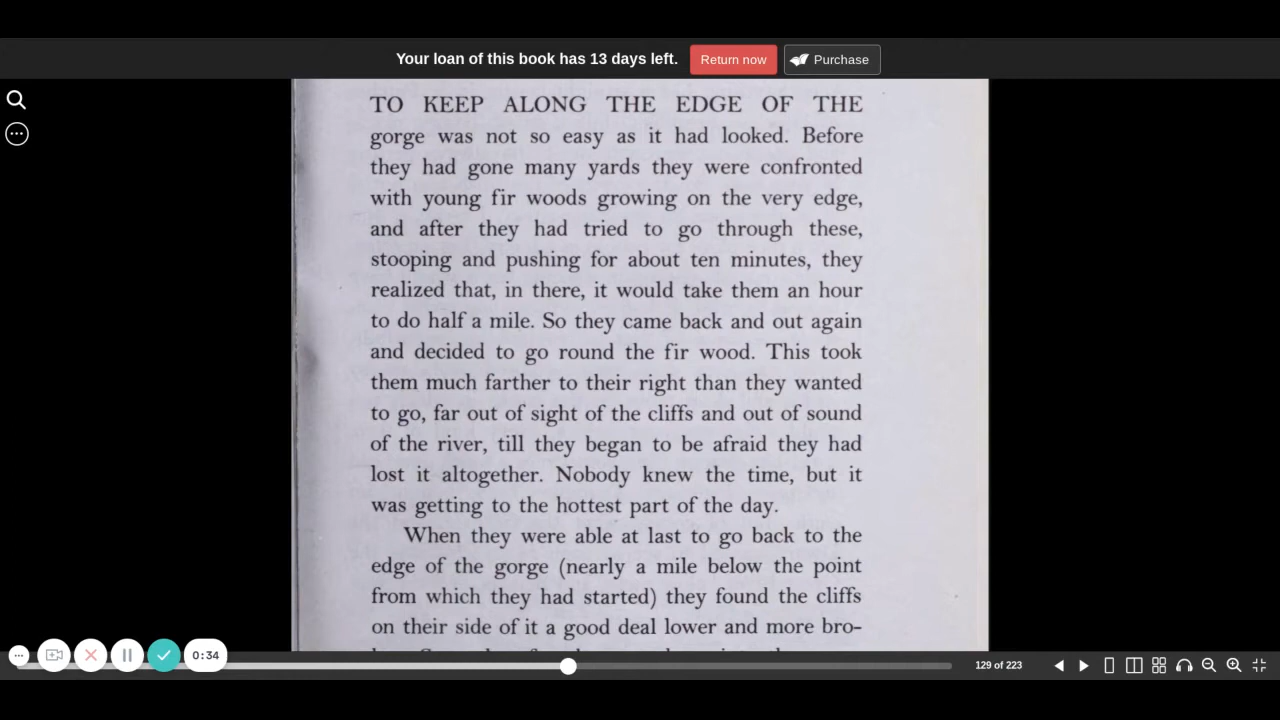 Your loan of this book has 13 days left. Return now Purchase
TO KEEP ALONG THE EDGE OF THE
gorge was not so easy as it had looked. Before
they had gone many yards they were confronted
with young fir woods growing on the very edge,
and after they had tried to go through these,
stooping and pushing for about ten minutes, they
realized that, in there, it would take them an hour
to do half a mile. So they came back and out again
and decided to go round the fir wood. This took
them much farther to their right than they wanted
to go, far out of sight of the cliffs and out of sound
of the river, till they began to be afraid they had
lost it altogether. Nobody knew the time, but it
was getting to the hottest part of the day.
When they were able at last to go back to the
edge of the gorge (nearly a mile below the point
from which they had started) they found the cliffs
on their side of it a good deal lower and more bro-
0:34
129 of 223